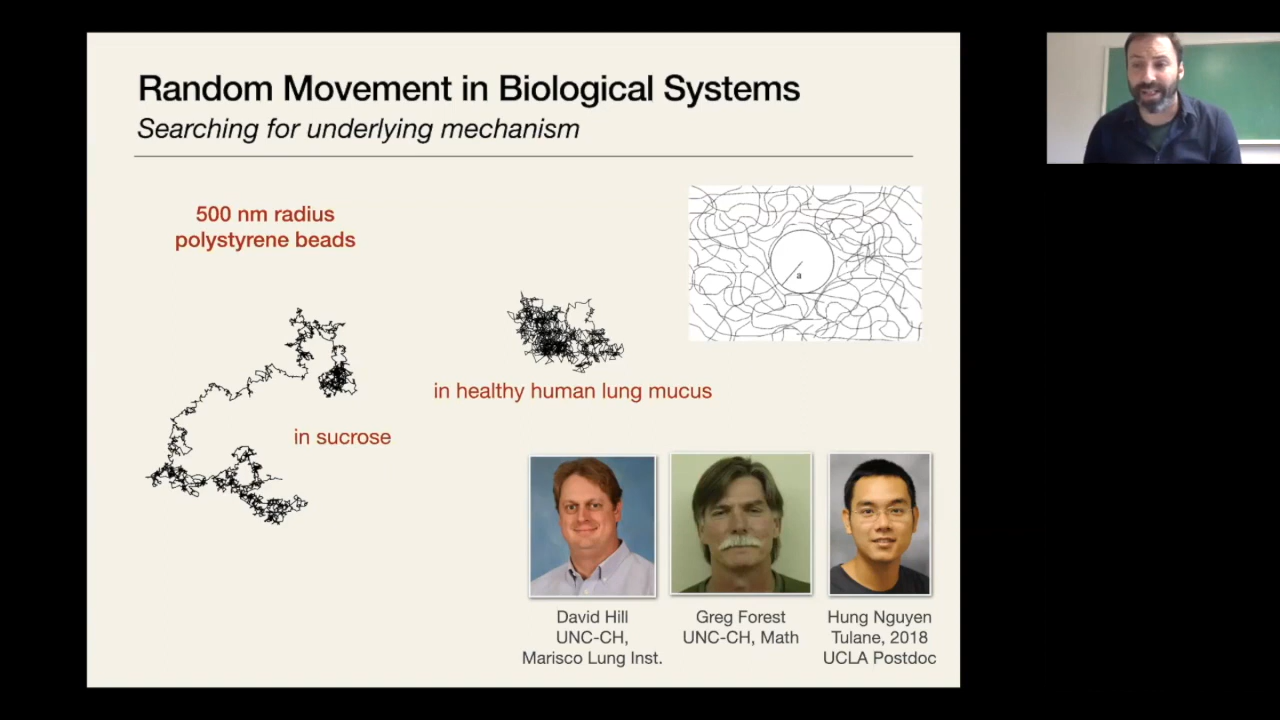 Random Movement in Biological Systems
Searching for underlying mechanism
500 nm radius
polystyrene beads
a
in healthy human lung mucus
in sucrose
David Hill
UNC-CH,
Marisco Lung Inst.
Greg Forest
UNC-CH, Math
Hung Nguyen
Tulane, 2018
UCLA Postdoc